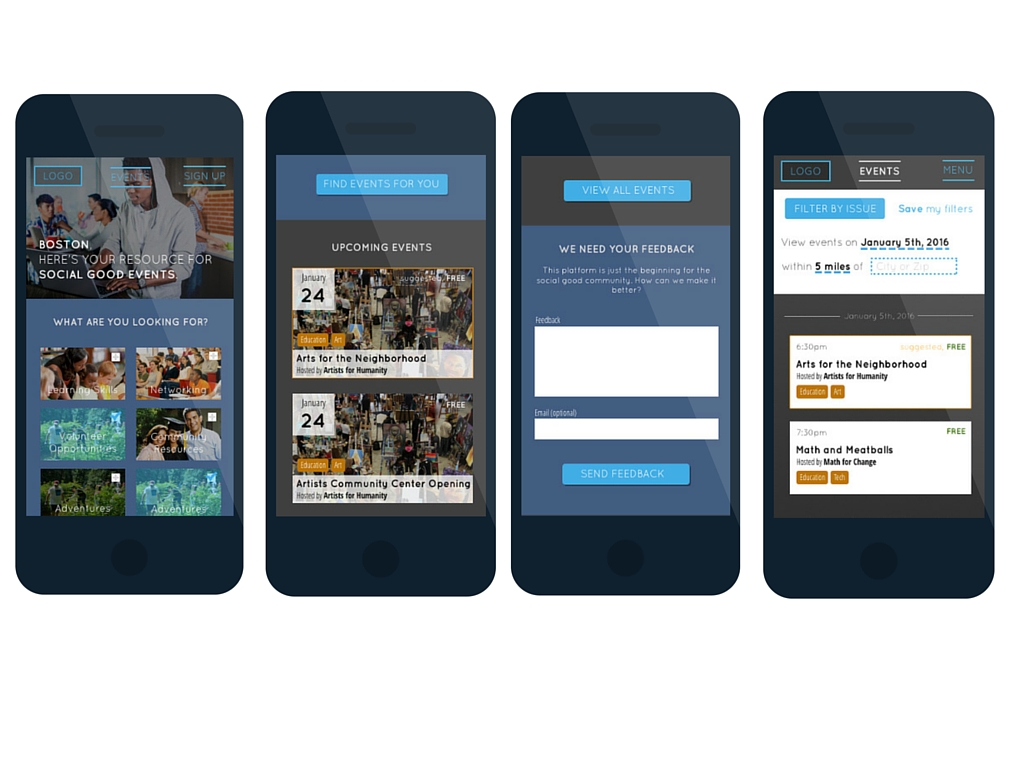 LOGO
EVENTS
SIGN UP
BOSTON
HERE'S YOUR RESOURCE FOR
SOCIAL GOOD EVENTS.
WHAT ARE YOU LOOKING FOR?
Learning Skills
Networking
Volunteer
Opportunities
Community
Resources
Adventures
Adventures
FIND EVENTS FOR YOU
UPCOMING EVENTS
January
24
suggested, FREE
Education Art
Arts for the Neighborhood
Hosted by Artists for Humanity
January
24
FREE
Education Art
Artists Community Center Opening
Hosted by Artists for Humanity
VIEW ALL EVENTS
WE NEED YOUR FEEDBACK
This platform is just the beginning for the
social good community. How can we make it
better?
Feedback
Email (optional)
SEND FEEDBACK
LOGO
EVENTS
MENU
FILTER BY ISSUE
Save my filters
View events on January 5th, 2016
within 5 miles of City or Zip
January 5th, 2016
6:30pm
suggested, FREE
Arts for the Neighborhood
Hosted by Artists for Humanity
Education Art
7:30pm
FREE
Math and Meatballs
Hosted by Math for Change
Education Tech